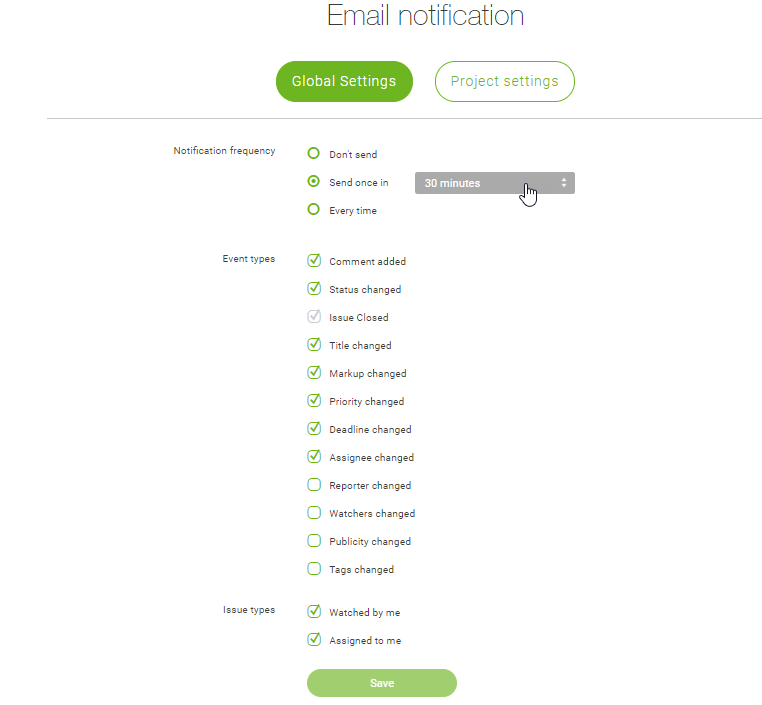 Email notification
Global Settings Project settings
Notification frequency Don't send
Send once in 30 minutes
Every time
Event types Comment added
Status changed
Issue Closed
Title changed
Markup changed
Priority changed
Deadline changed
Assignee changed
Reporter changed
Watchers changed
Publicity changed
Tags changed
Issue types Watched by me
Assigned to me
Save